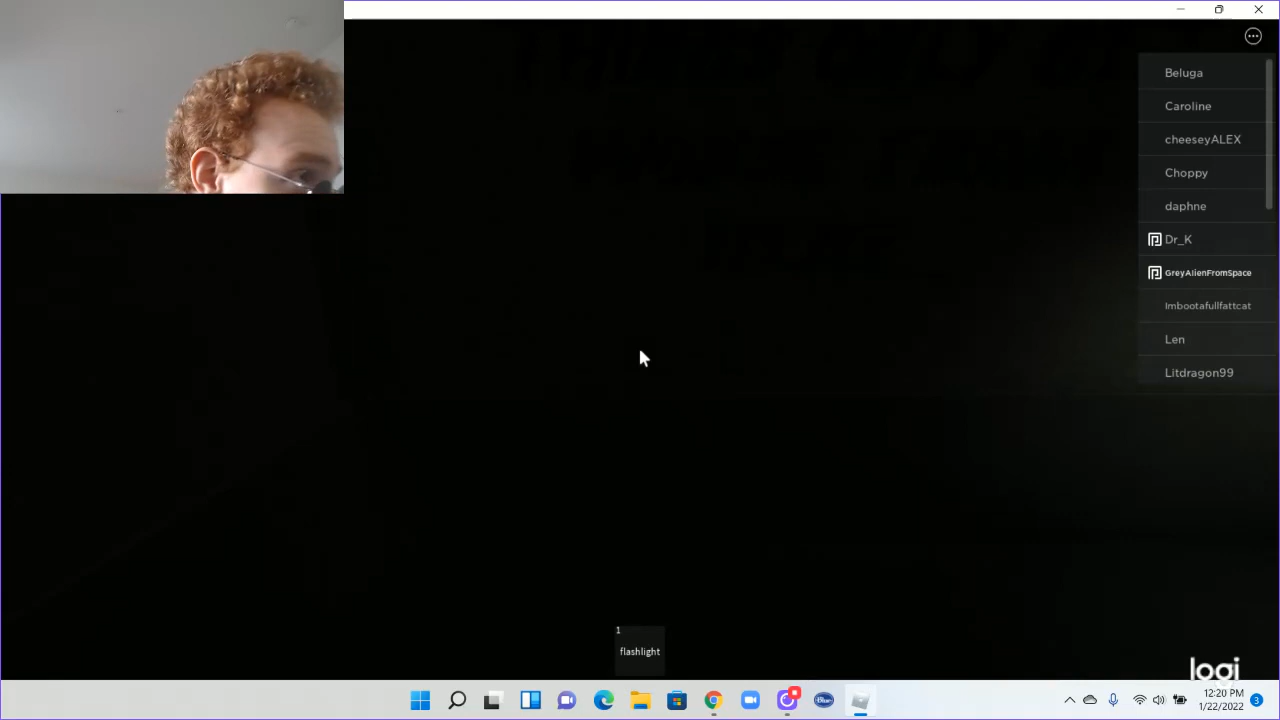 Beluga
Caroline
cheeseyALEX
Choppy
daphne
Dr_K
GreyAlienFromSpace
Imbootafullfattcat
Len
Litdragon99
1
flashlight
logi
12:20 PM
1/22/2022
3